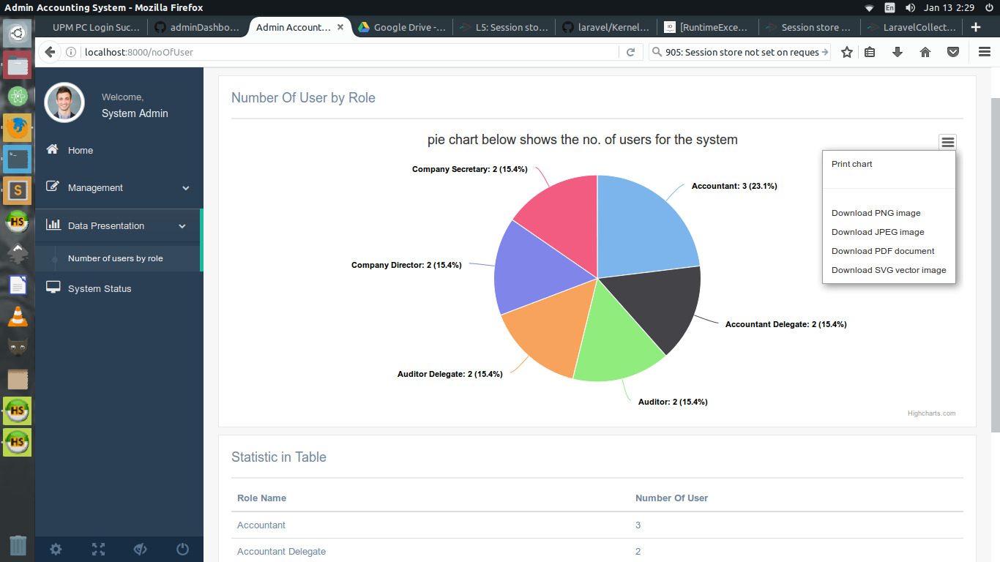 Admin Accounting System - Mozilla Firefox
En
Jan 13 2:29
UPM PC Login Suc...
adminDashbo...
Admin Account...
Google Drive -...
L5: Session sto...
laravel/Kernel...
[RuntimeExce...
Session store ...
LaravelCollect...
localhost:8000/noOfUser
905: Session store not set on reques
Welcome,
System Admin
Home
Management
Data Presentation
Number of users by role
System Status
Number Of User by Role
pie chart below shows the no. of users for the system
Print chart
Download PNG image
Download JPEG image
Download PDF document
Download SVG vector image
Company Secretary: 2 (15.4%)
Accountant: 3 (23.1%)
Company Director: 2 (15.4%)
Accountant Delegate: 2 (15.4%)
Auditor Delegate: 2 (15.4%)
Auditor: 2 (15.4%)
Highcharts.com
Statistic in Table
Role Name Number Of User
Accountant 3
Accountant Delegate 2
S
HS
HS
HS